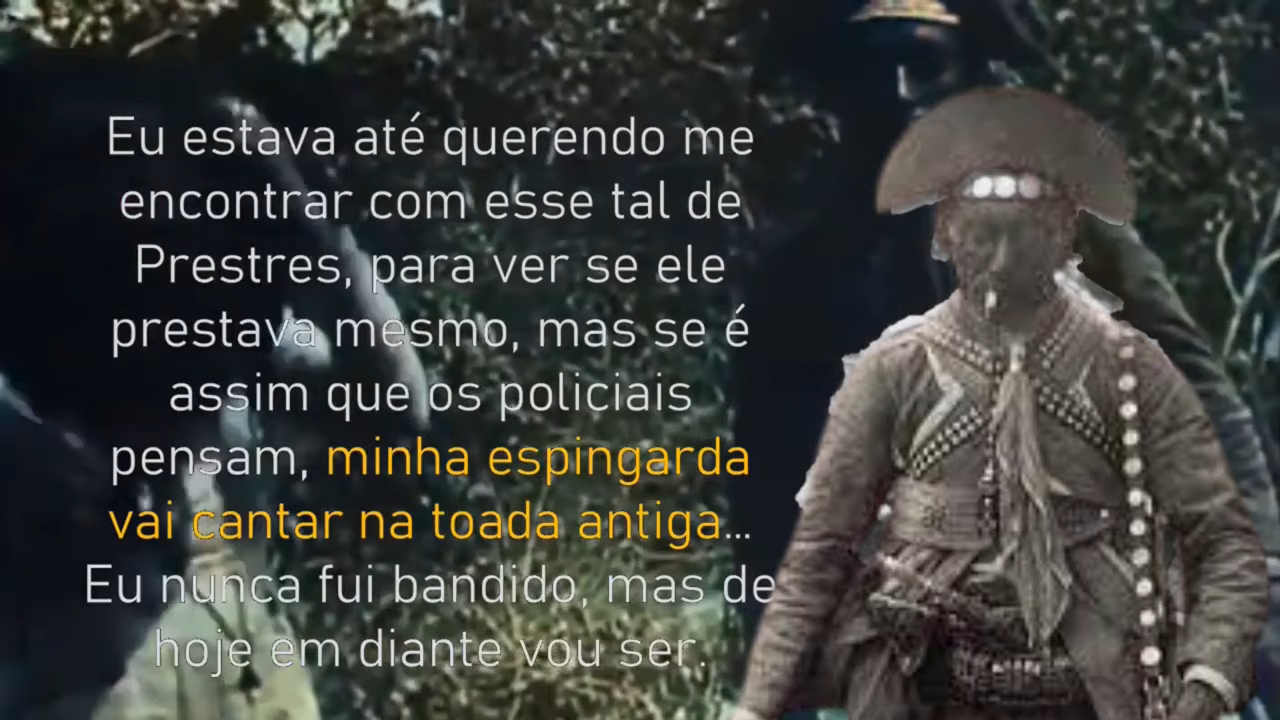 Eu estava até querendo me
encontrar com esse tal de
Prestres, para ver se ele
prestava mesmo, mas se é
assim que os policiais
pensam, minha espingarda
vai cantar na toada antiga...
Eu nunca fui bandido, mas de
hoje em diante vou ser.